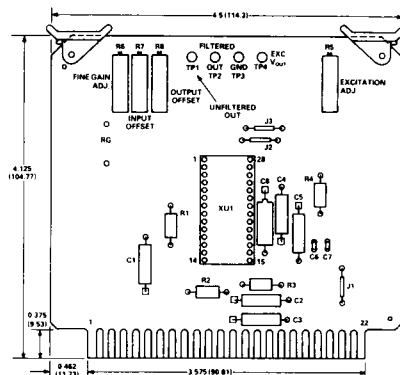 4.5 (114.3)
R6 R7 R8
FILTERED
EXC
VOUT
R5
TP1
OUT
TP2
GND
TP3
TP4
FINE GAIN
ADJ.
OUTPUT
OFFSET
INPUT
OFFSET
UNFILTERED
OUT
EXCITATION
ADJ
RG
J3
J2
4.125
(104.77)
1
28
XU1
14
15
C8
C4
C5
R4
R1
C1
C6
C7
R2
R3
C2
C3
J1
0.375
(9.53)
1
22
0.462
(11.73)
3.575 (90.81)